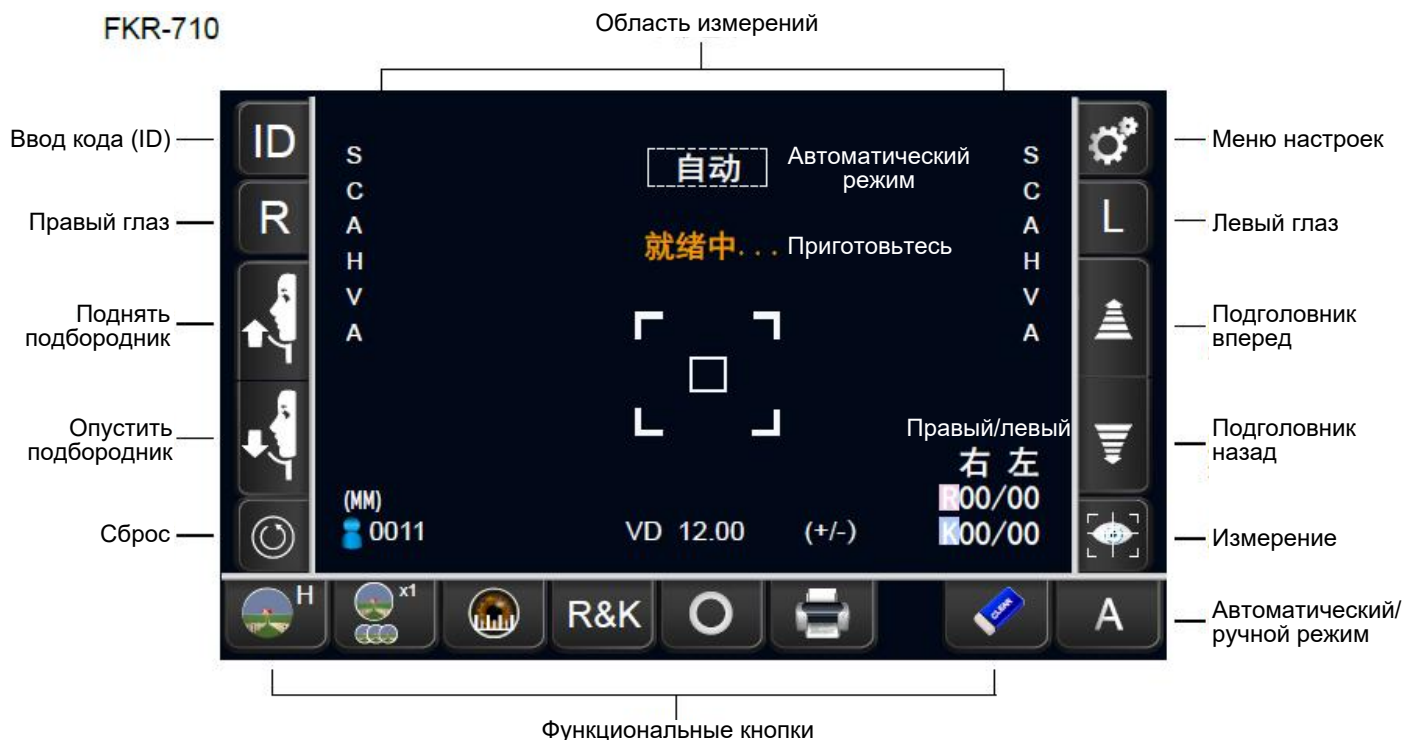 FKR-710
Область измерений
Ввод кода (ID)
Правый глаз
Поднять
подбородник
Опустить
подбородник
Сброс
ID
R
S
C
A
H
V
A
自动
Автоматический
режим
就绪中...
Приготовьтесь
S
C
A
H
V
A
L
Правый/левый
右 左
R00/00
K00/00
(MM)
0011
VD 12.00
(+/-)
H
x1
R&K
CLEAR
A
Меню настроек
Левый глаз
Подголовник
вперед
Подголовник
назад
Измерение
Автоматический/
ручной режим
Функциональные кнопки